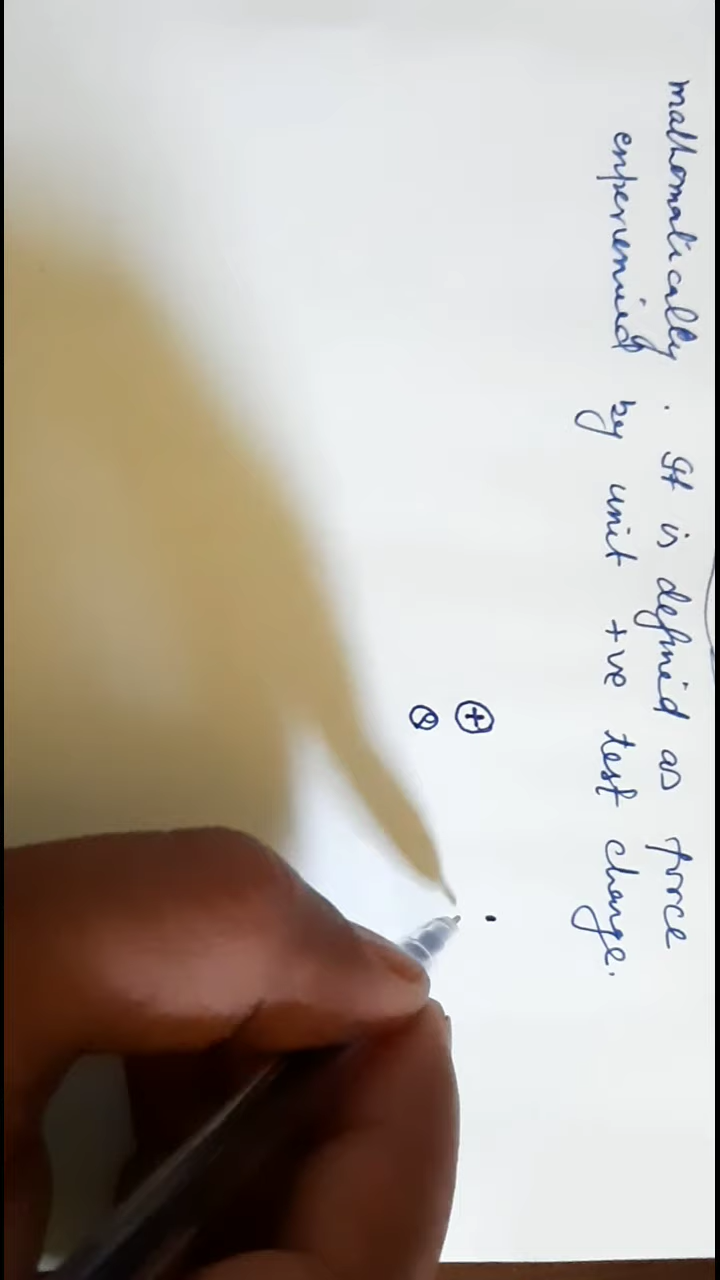 mathematically. It is defined as force
experienced by unit +ve test charge.
+
Q